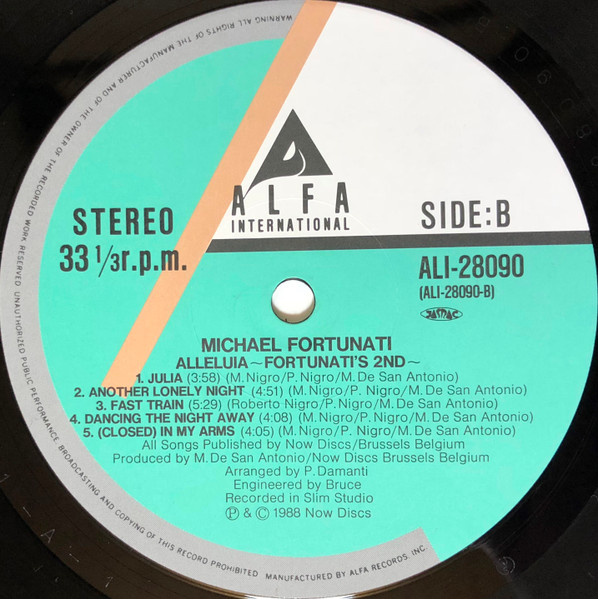 WARNING: ALL RIGHTS OF THE MANUFACTURER AND OF THE OWNER OF THE RECORDED WORK RESERVED. UNAUTHORIZED PUBLIC PERFORMANCE, BROADCASTING AND COPYING OF THIS RECORD PROHIBITED   MANUFACTURED BY ALFA RECORDS, INC.
ALFA
INTERNATIONAL
STEREO
33 1/3r.p.m.
SIDE:B
ALI-28090
(ALI-28090-B)
JASRAC
MICHAEL FORTUNATI
ALLELUIA~FORTUNATI'S 2ND~
1. JULIA (3:58) (M.Nigro/P.Nigro/M.De San Antonio)
2. ANOTHER LONELY NIGHT (4:51) (M.Nigro/P.Nigro/M.De San Antonio)
3. FAST TRAIN (5:29) (Roberto Nigro/P.Nigro/M.De San Antonio)
4. DANCING THE NIGHT AWAY (4:08) (M.Nigro/P.Nigro/M.De San Antonio)
5. (CLOSED) IN MY ARMS (4:05) (M.Nigro/P.Nigro/M.De San Antonio)
All Songs Published by Now Discs/Brussels Belgium
Produced by M.De San Antonio/Now Discs Brussels Belgium
Arranged by P.Damanti
Engineered by Bruce
Recorded in Slim Studio
Ⓟ & © 1988 Now Discs